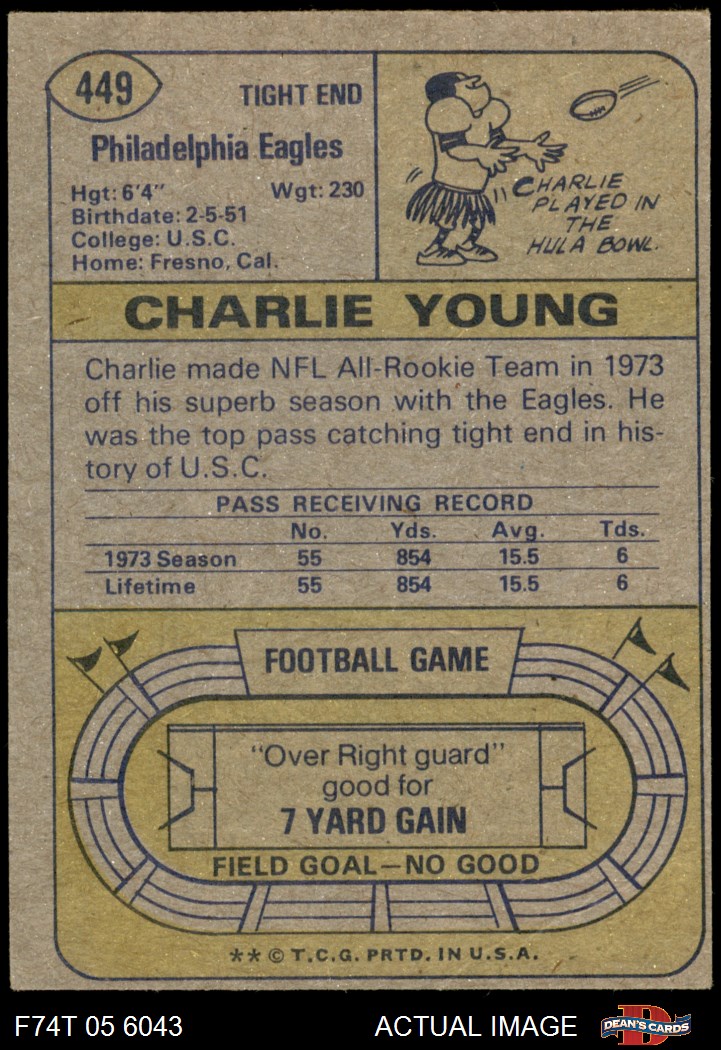 449
TIGHT END
Philadelphia Eagles
Hgt: 6'4" Wgt: 230
Birthdate: 2-5-51
College: U.S.C.
Home: Fresno, Cal.
CHARLIE
PLAYED IN
THE
HULA BOWL.
CHARLIE YOUNG
Charlie made NFL All-Rookie Team in 1973
off his superb season with the Eagles. He
was the top pass catching tight end in his-
tory of U.S.C.
PASS RECEIVING RECORD
No. Yds. Avg. Tds.
1973 Season 55 854 15.5 6
Lifetime 55 854 15.5 6
FOOTBALL GAME
"Over Right guard"
good for
7 YARD GAIN
FIELD GOAL—NO GOOD
** © T.C.G. PRTD. IN U.S.A.
F74T 05 6043 ACTUAL IMAGE DEAN'S CARDS